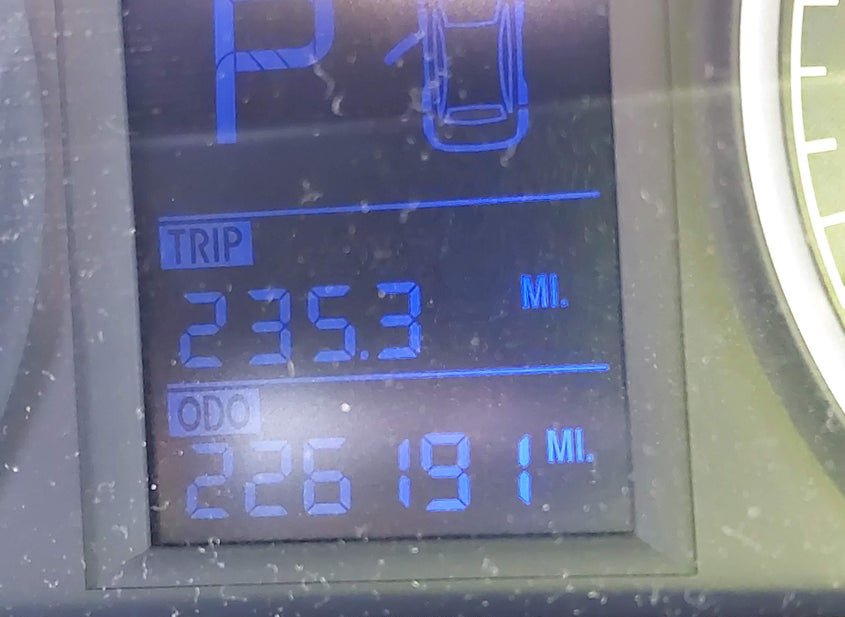 P
TRIP
235.3 MI.
ODO
226191 MI.